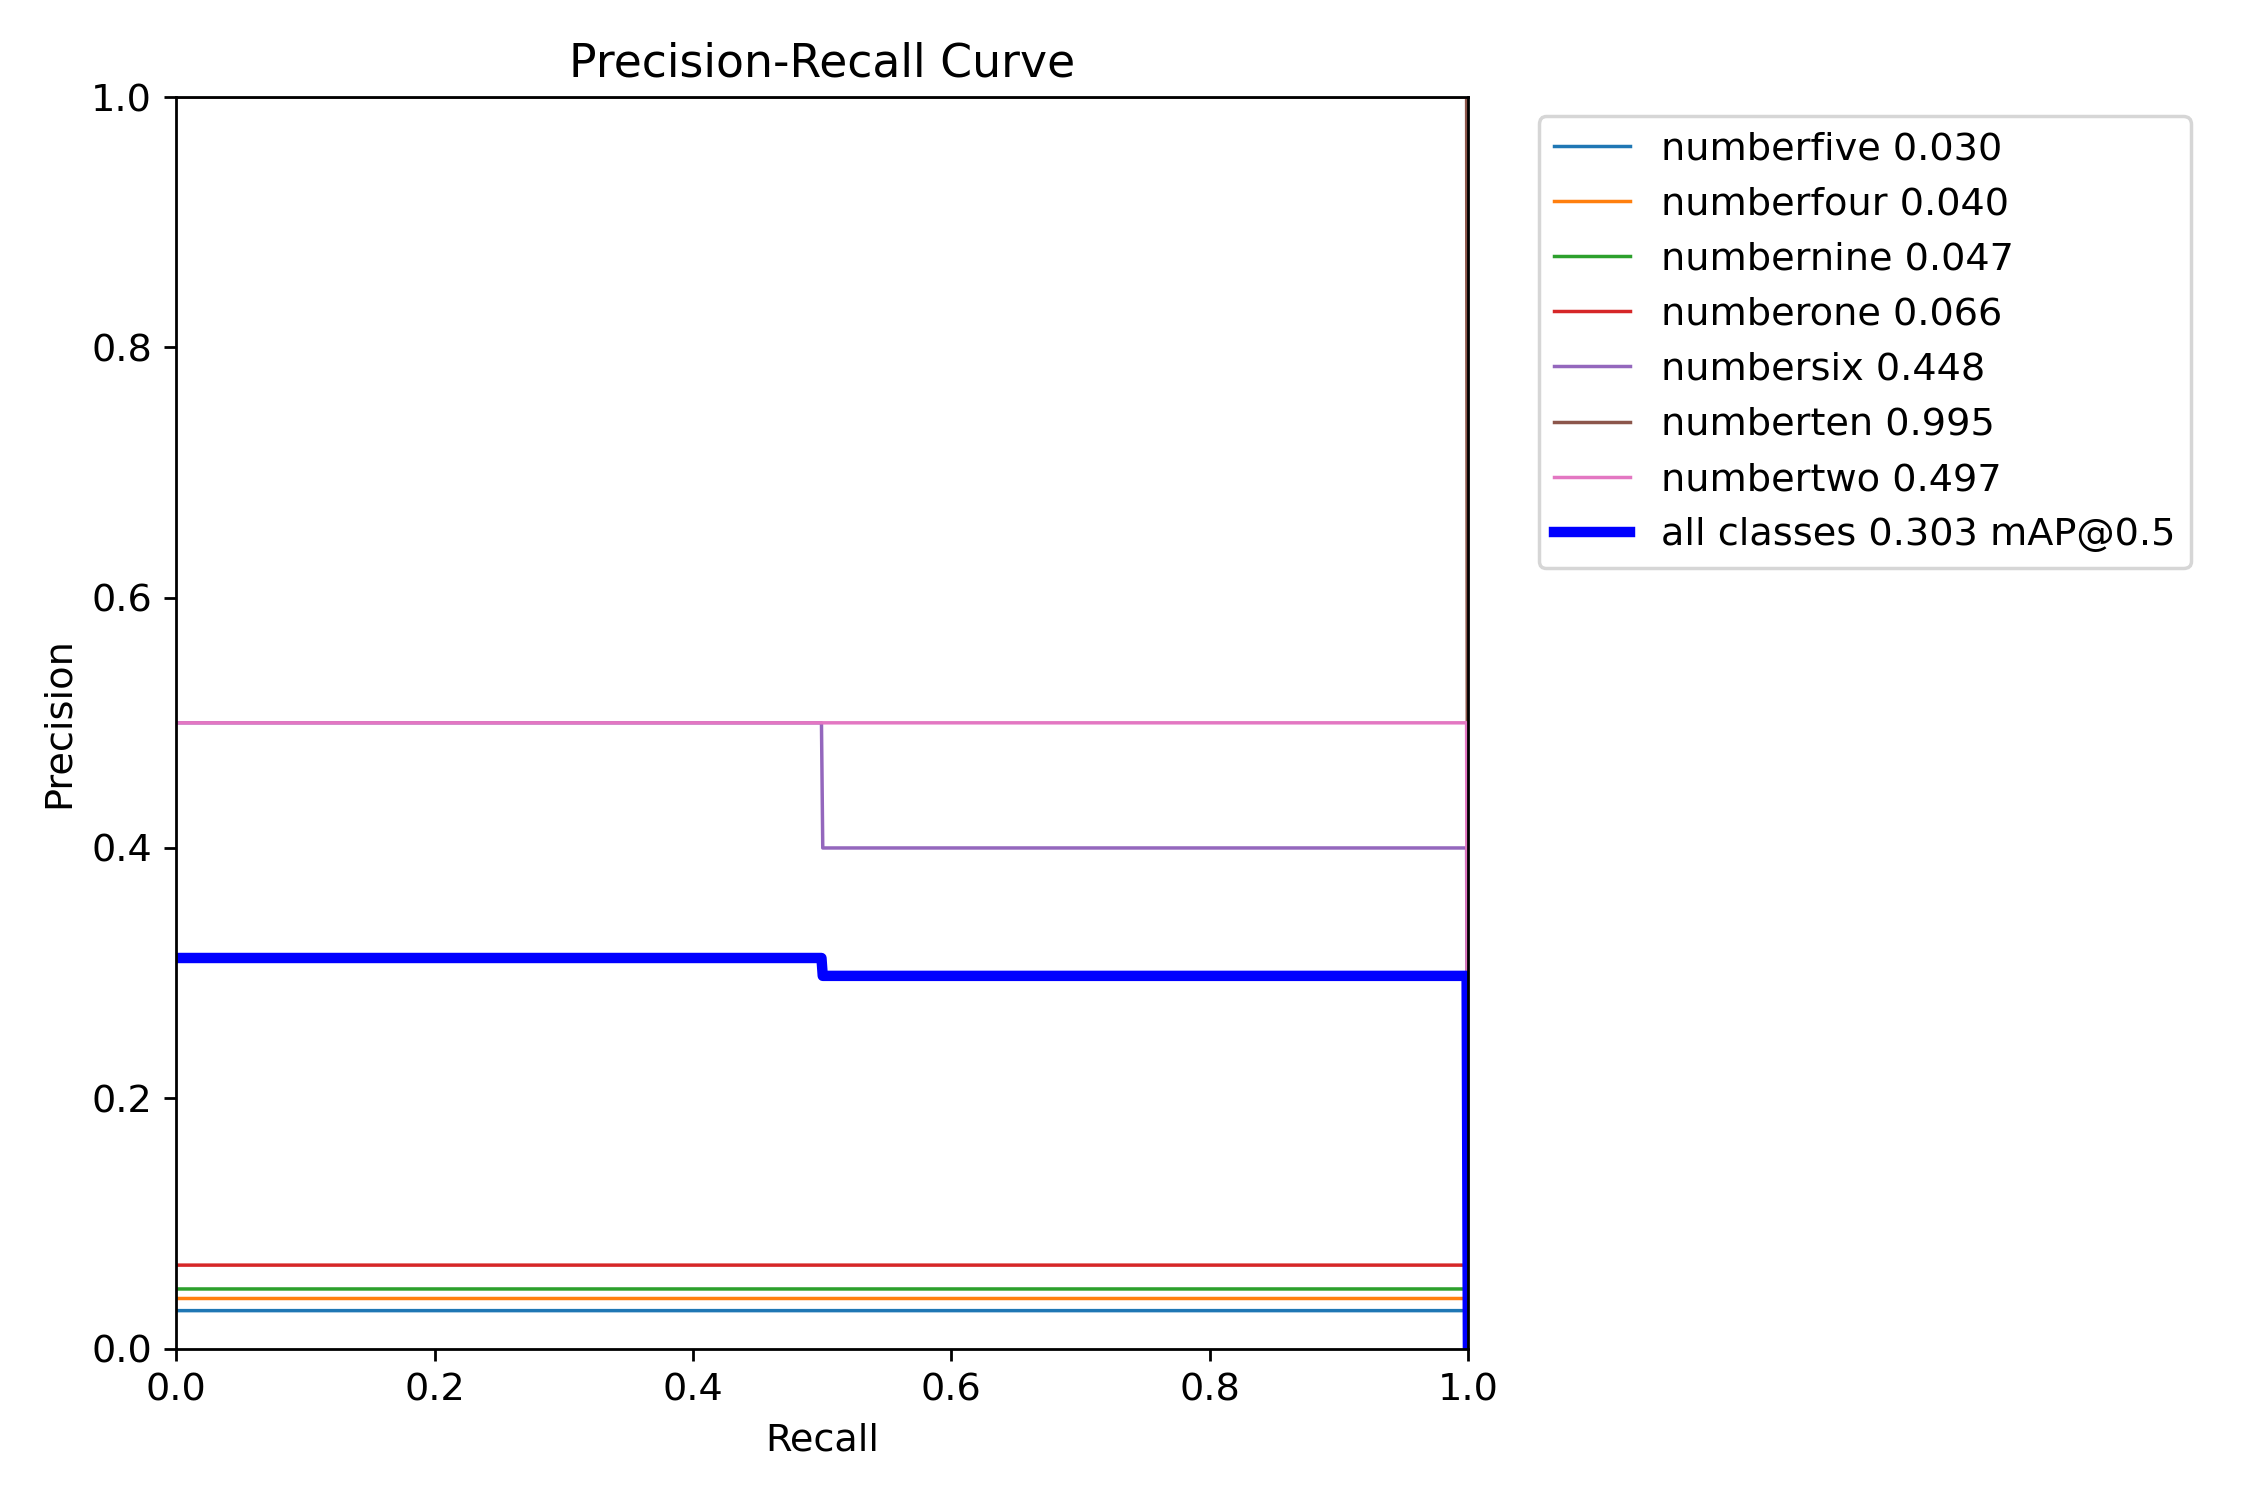 Precision-Recall Curve
1.0
0.8
0.6
0.4
0.2
0.0
Precision
0.0 0.2 0.4 0.6 0.8 1.0
Recall
numberfive 0.030
numberfour 0.040
numbernine 0.047
numberone 0.066
numbersix 0.448
numberten 0.995
numbertwo 0.497
all classes 0.303 mAP@0.5